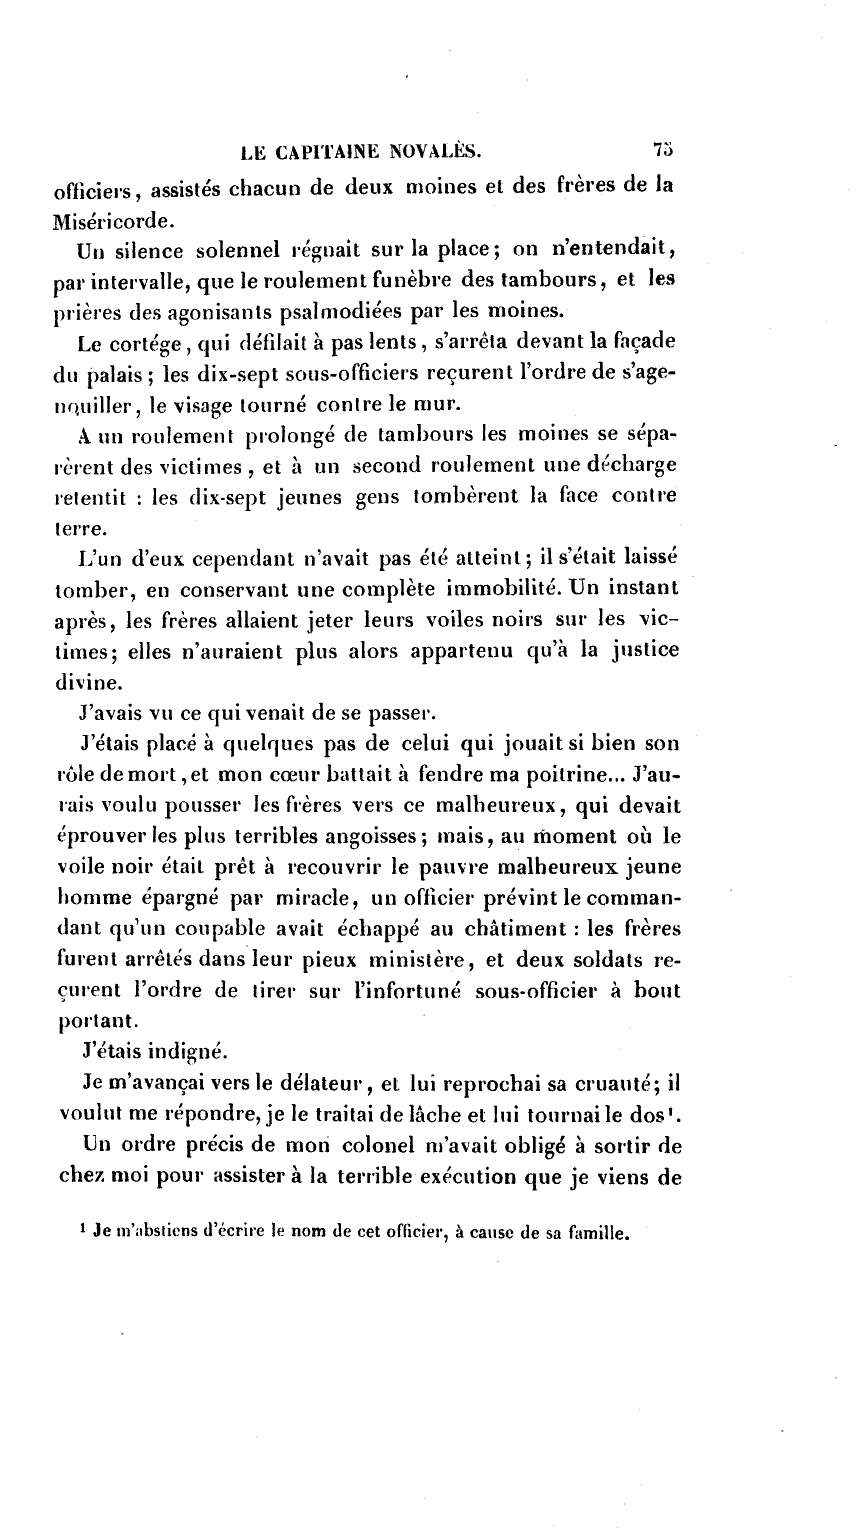 LE CAPITAINE NOVALÈS. 75
officiers, assistés chacun de deux moines et des frères de la
Miséricorde.
Un silence solennel régnait sur la place; on n'entendait,
par intervalle, que le roulement funèbre des tambours, et les
prières des agonisants psalmodiées par les moines.
Le cortége, qui défilait à pas lents, s'arrêta devant la façade
du palais; les dix-sept sous-officiers reçurent l'ordre de s'age-
nouiller, le visage tourné contre le mur.
A un roulement prolongé de tambours les moines se sépa-
rèrent des victimes, et à un second roulement une décharge
retentit : les dix-sept jeunes gens tombèrent la face contre
terre.
L'un d'eux cependant n'avait pas été atteint; il s'était laissé
tomber, en conservant une complète immobilité. Un instant
après, les frères allaient jeter leurs voiles noirs sur les vic-
times; elles n'auraient plus alors appartenu qu'à la justice
divine.
J'avais vu ce qui venait de se passer.
J'étais placé à quelques pas de celui qui jouait si bien son
rôle de mort, et mon cœur battait à fendre ma poitrine... J'au-
rais voulu pousser les frères vers ce malheureux, qui devait
éprouver les plus terribles angoisses; mais, au moment où le
voile noir était prêt à recouvrir le pauvre malheureux jeune
homme épargné par miracle, un officier prévint le comman-
dant qu'un coupable avait échappé au châtiment : les frères
furent arrêtés dans leur pieux ministère, et deux soldats re-
çurent l'ordre de tirer sur l'infortuné sous-officier à bout
portant.
J'étais indigné.
Je m'avançai vers le délateur, et lui reprochai sa cruauté; il
voulut me répondre, je le traitai de lâche et lui tournai le dos¹.
Un ordre précis de mon colonel m'avait obligé à sortir de
chez moi pour assister à la terrible exécution que je viens de
¹ Je m'abstiens d'écrire le nom de cet officier, à cause de sa famille.